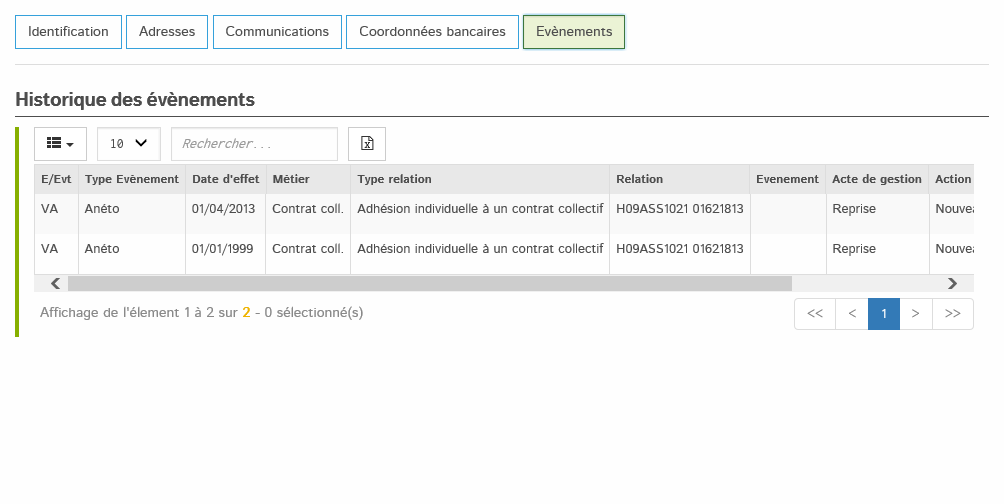 Identification Adresses Communications Coordonnées bancaires Evènements
Historique des évènements
10 Rechercher...
E/Evt Type Evènement Date d'effet Métier Type relation Relation Evenement Acte de gestion Action
VA Anéto 01/04/2013 Contrat coll. Adhésion individuelle à un contrat collectif H09ASS1021 01621813 Reprise
VA Anéto 01/01/1999 Contrat coll. Adhésion individuelle à un contrat collectif H09ASS1021 01621813 Reprise
Affichage de l'élement 1 à 2 sur 2 - 0 sélectionné(s) << < 1 > >>